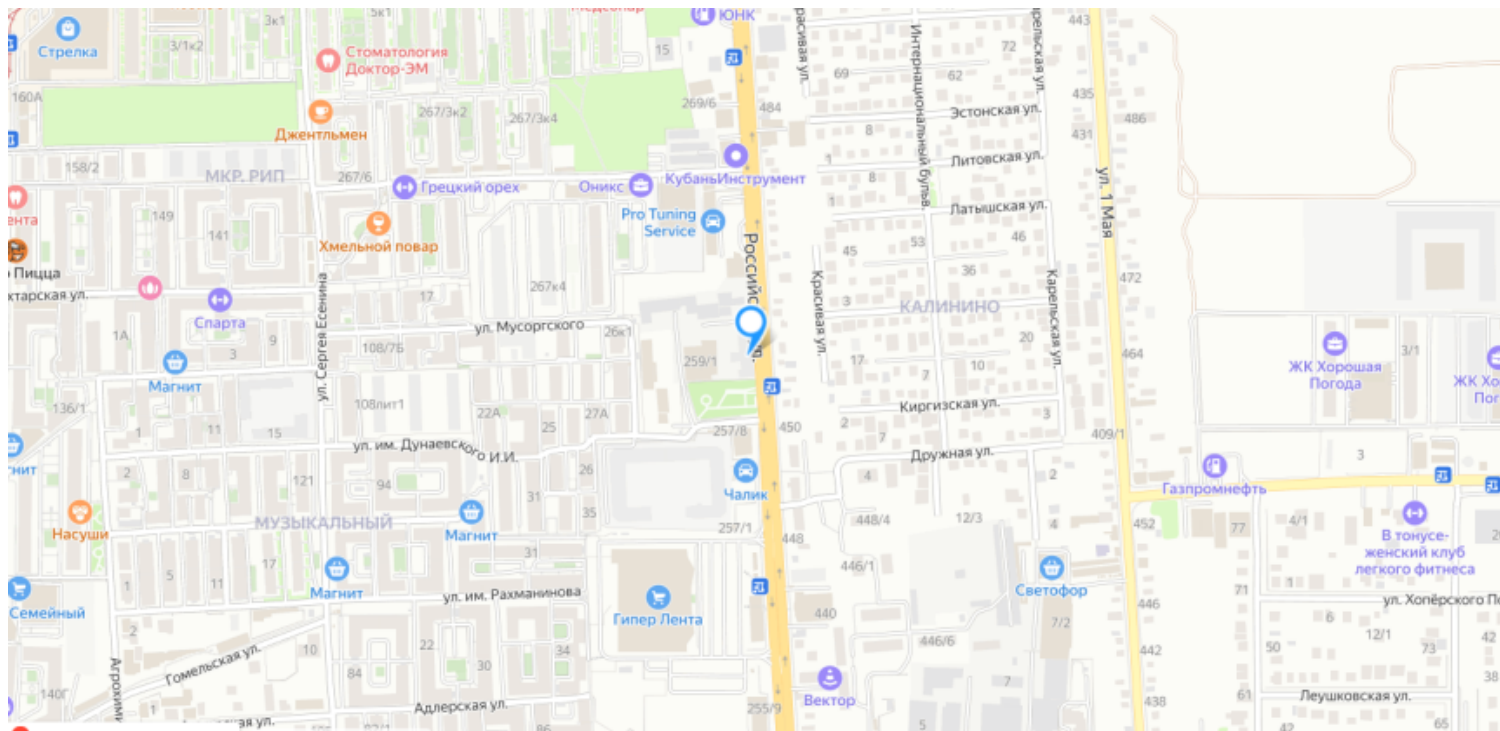 ЮНК
3к1
5к1
15
443
Стрелка
3/1к2
Стоматология
Доктор-ЭМ
72
69
62
160А
267/3к2
267/3к4
269/6
484
435
486
Джентльмен
Эстонская ул.
8
431
158/2
МКР. РИП
267/6
Грецкий орех
Оникс
КубаньИнструмент
1
Литовская ул.
8
Интернациональный бульв.
ул. 1 Мая
149
141
Хмельной повар
Pro Tuning
Service
1
Латышская ул.
53
46
45
Пицца
36
472
267к4
17
Спарта
Красивая ул.
3
КАЛИНИНО
Карельская ул.
1А
3
9
ул. Сергея Есенина
ул. Мусоргского
26к1
108/7Б
259/1
20
464
Магнит
17
7
10
ЖК Хорошая
Погода
3/1
136/1
1
11
15
108лит1
22А
27А
25
257/8
450
2
7
Киргизская ул.
3
409/1
ул. им. Дунаевского И.И.
Дружная ул.
2
8
121
94
26
31
35
Чалик
4
2
Газпромнефть
3
Насуши
МУЗЫКАЛЬНЫЙ
Магнит
257/1
448
448/4
12/3
4
452
77
4/1
В тонусе-
женский клуб
легкого фитнеса
1
5
11
17
Магнит
31
446/1
Светофор
71
1
Семейный
ул. им. Рахманинова
Гипер Лента
440
446/6
7/2
446
6
12/1
73
42
2
10
22
30
34
84
Гомельская ул.
442
50
38
140Г
Адлерская ул.
255/9
Вектор
7
5
438
61
Леушковская ул.
42
65